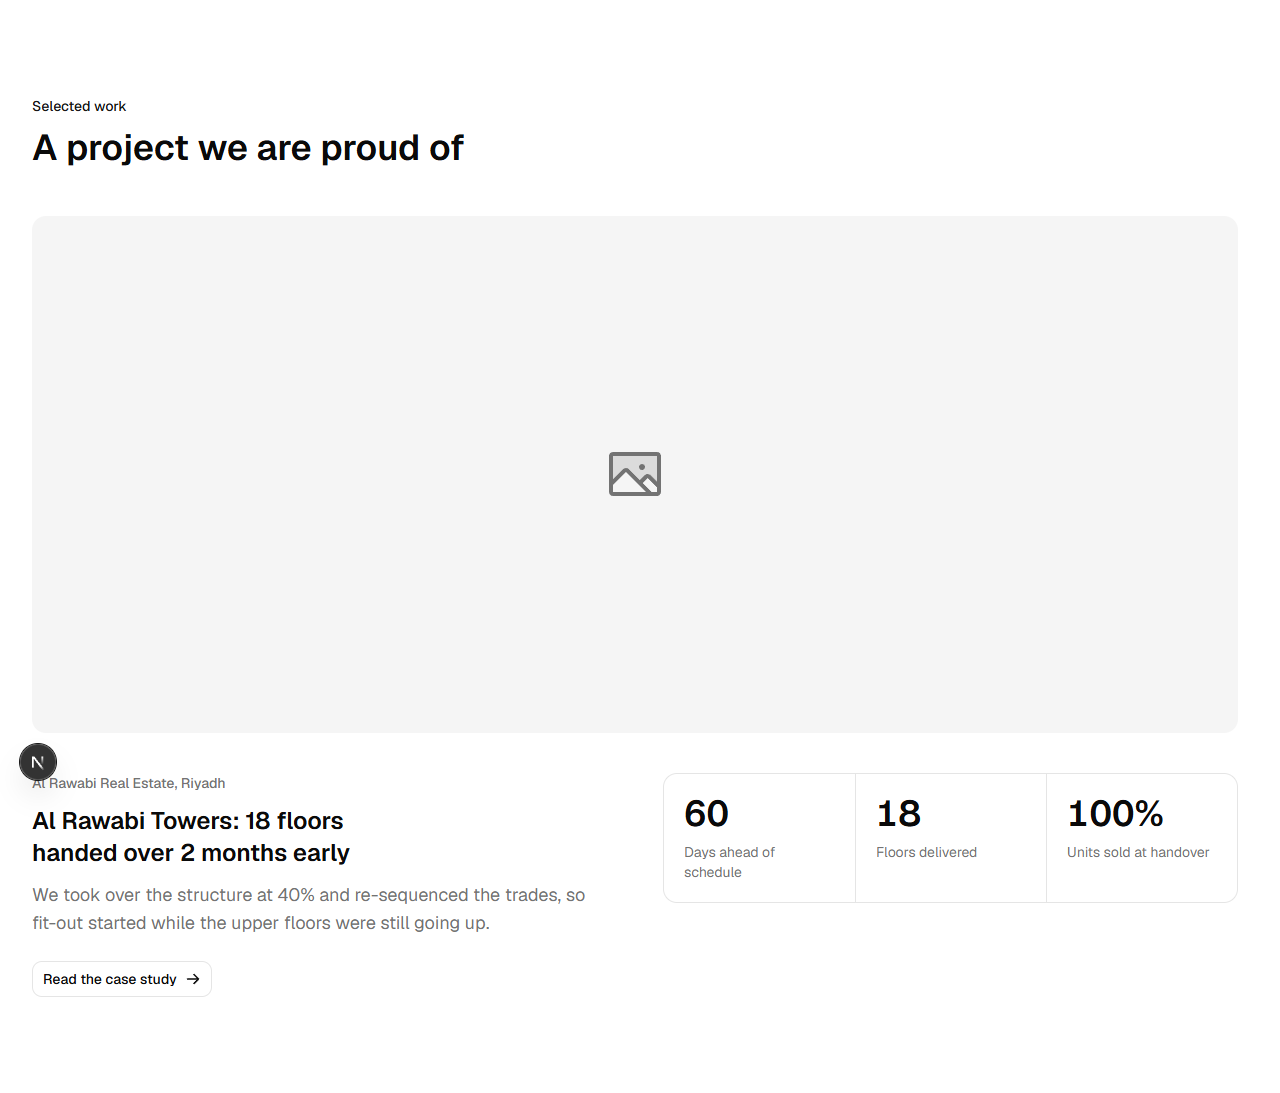 Selected work
A project we are proud of
N
Al Rawabi Real Estate, Riyadh
Al Rawabi Towers: 18 floors
handed over 2 months early
We took over the structure at 40% and re-sequenced the trades, so
fit-out started while the upper floors were still going up.
Read the case study →
60
Days ahead of
schedule
18
Floors delivered
100%
Units sold at handover